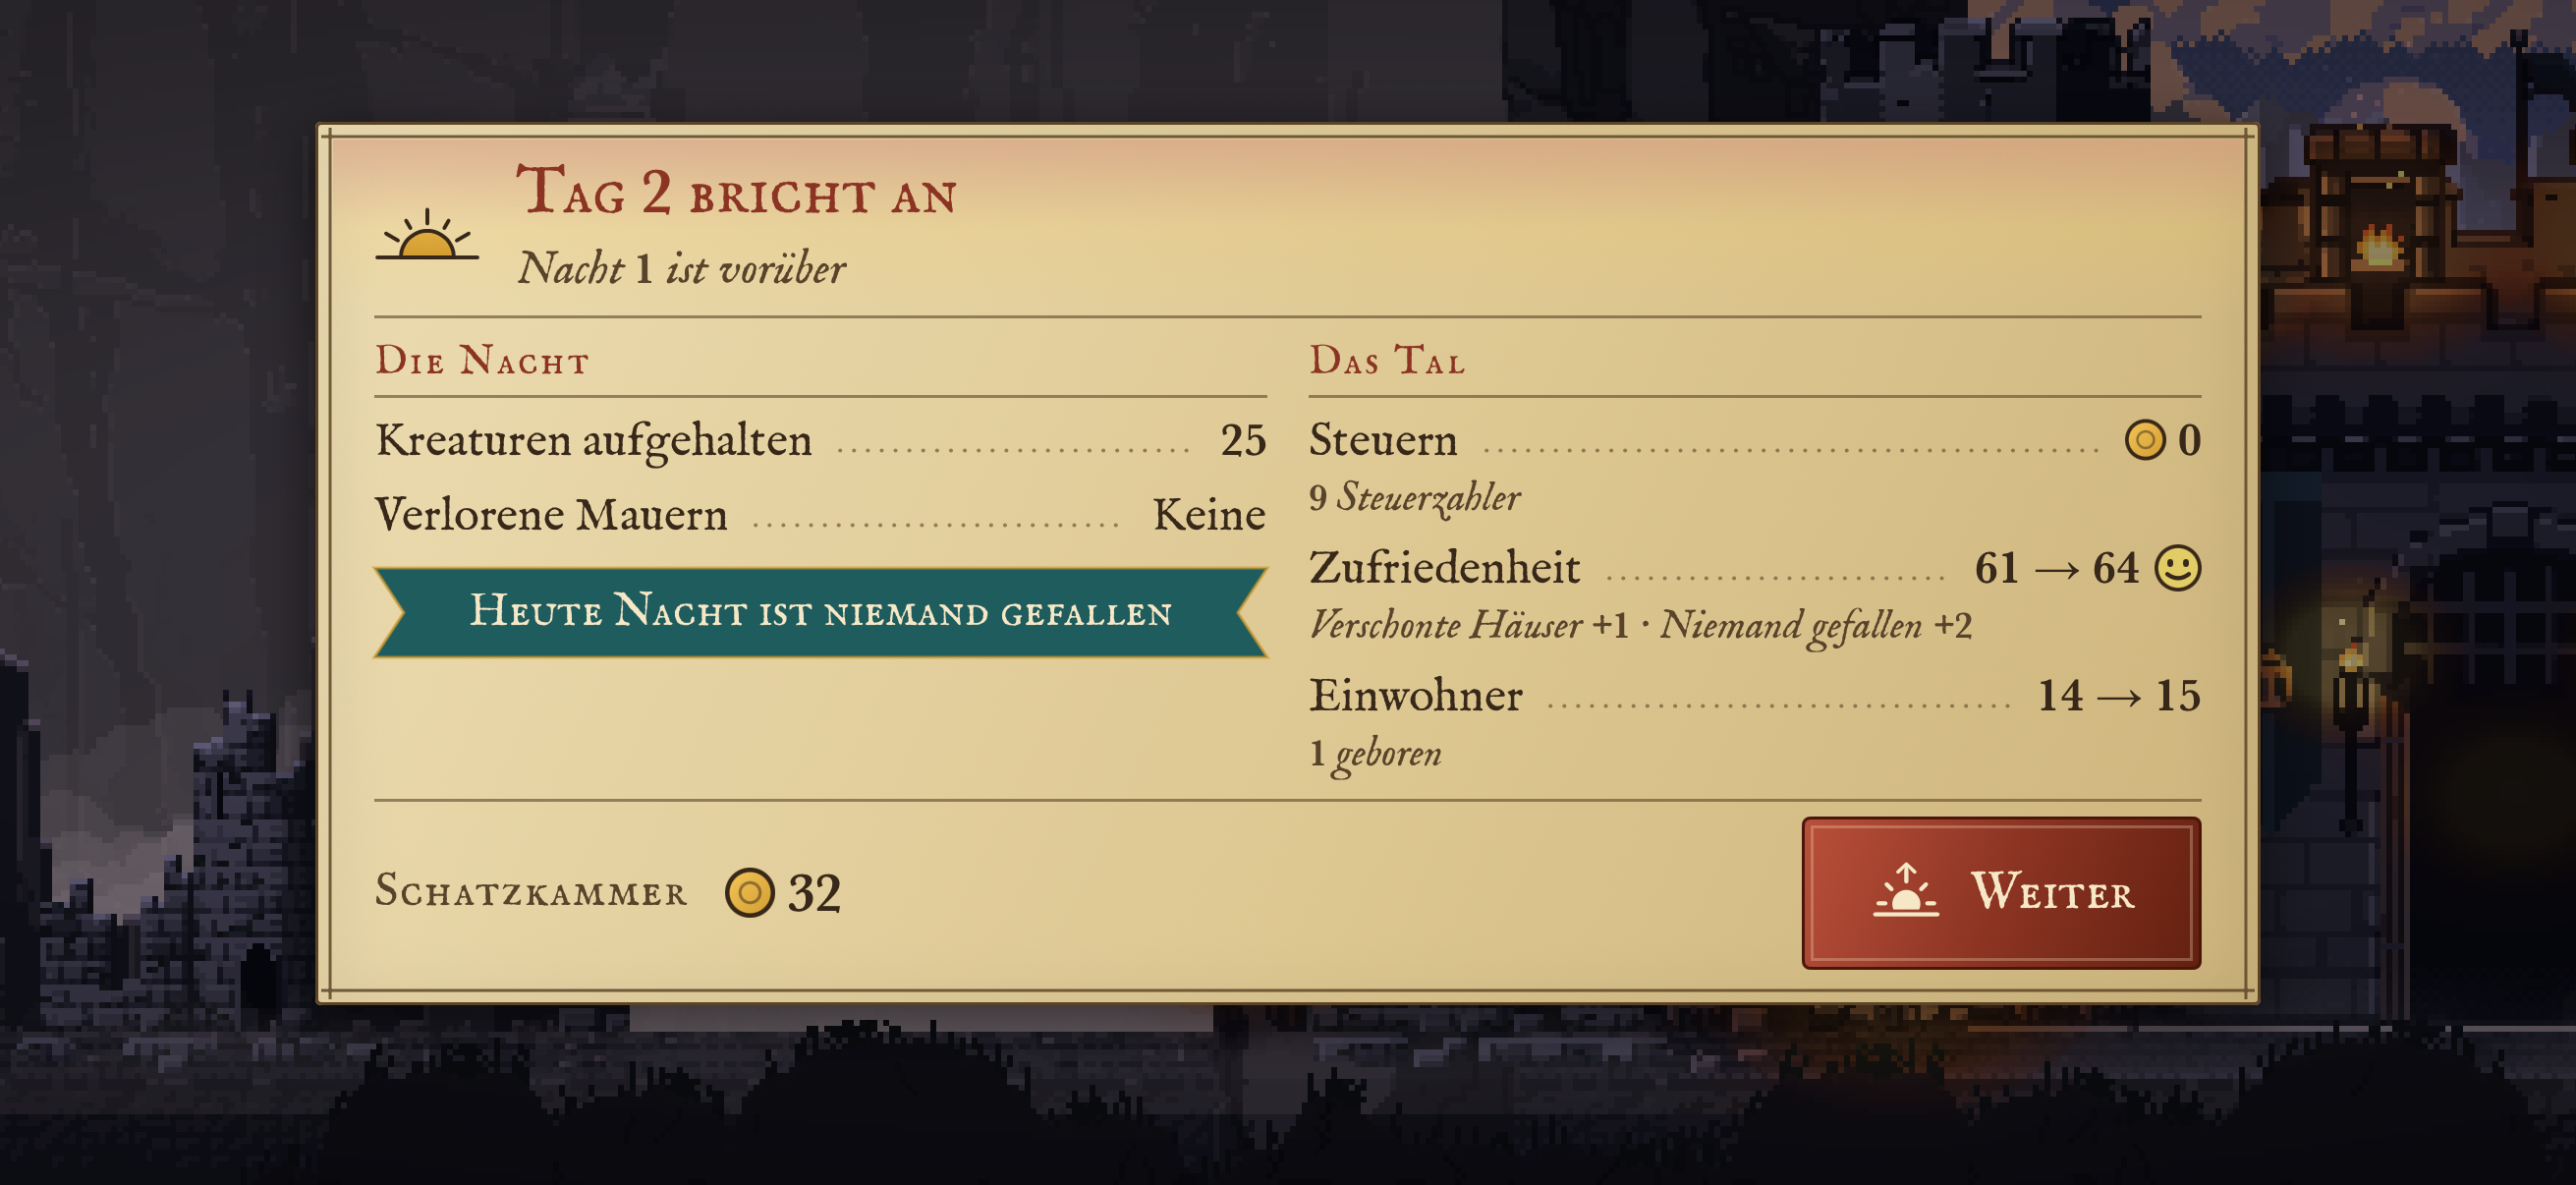 Tag 2 bricht an
Nacht 1 ist vorüber
Die Nacht
Kreaturen aufgehalten 25
Verlorene Mauern Keine
Heute Nacht ist niemand gefallen
Das Tal
Steuern 0
9 Steuerzahler
Zufriedenheit 61 → 64
Verschonte Häuser +1 · Niemand gefallen +2
Einwohner 14 → 15
1 geboren
Schatzkammer 32
Weiter